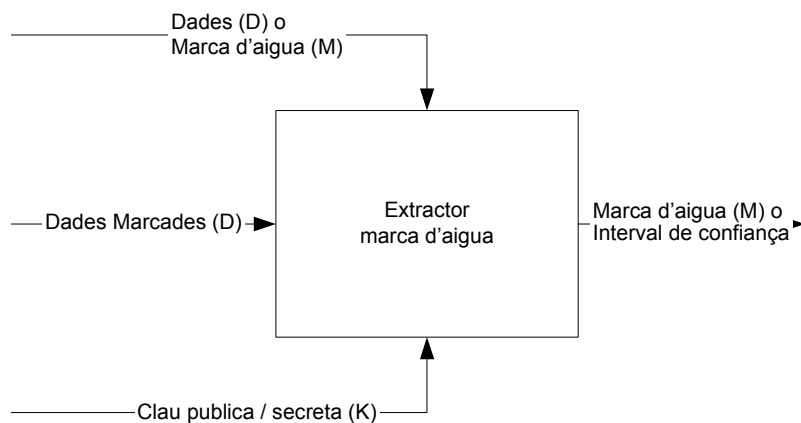 Dades (D) o
Marca d'aigua (M)
Dades Marcades (D)
Extractor
marca d'aigua
Marca d'aigua (M) o
Interval de confiança
Clau publica / secreta (K)